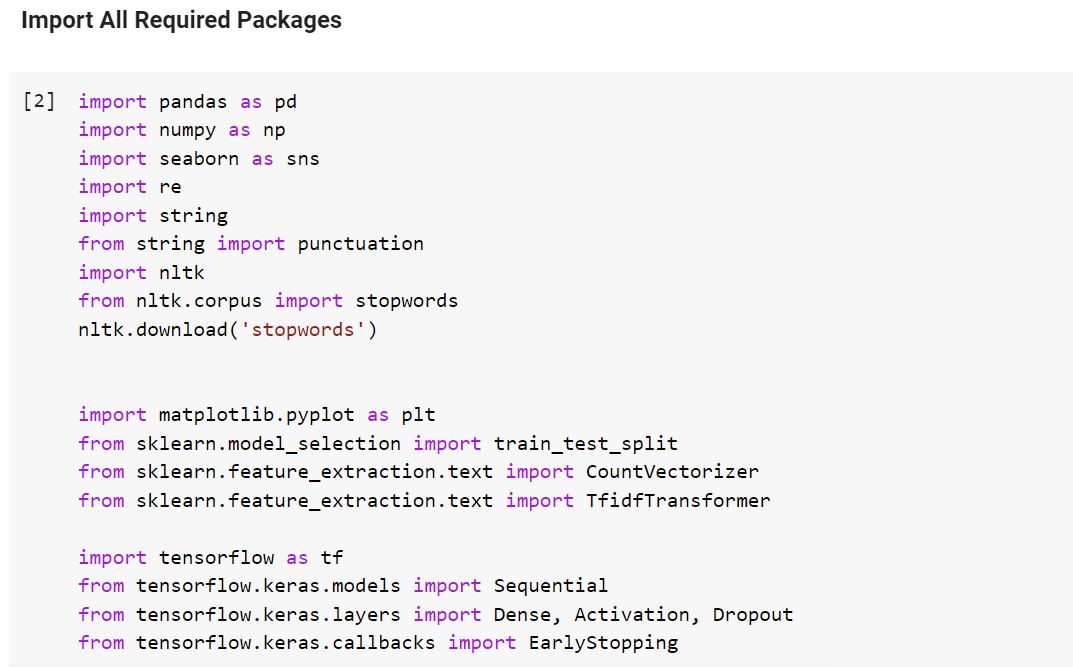 Import All Required Packages
[2] import pandas as pd
import numpy as np
import seaborn as sns
import re
import string
from string import punctuation
import nltk
from nltk.corpus import stopwords
nltk.download('stopwords')
import matplotlib.pyplot as plt
from sklearn.model_selection import train_test_split
from sklearn.feature_extraction.text import CountVectorizer
from sklearn.feature_extraction.text import TfidfTransformer
import tensorflow as tf
from tensorflow.keras.models import Sequential
from tensorflow.keras.layers import Dense, Activation, Dropout
from tensorflow.keras.callbacks import EarlyStopping